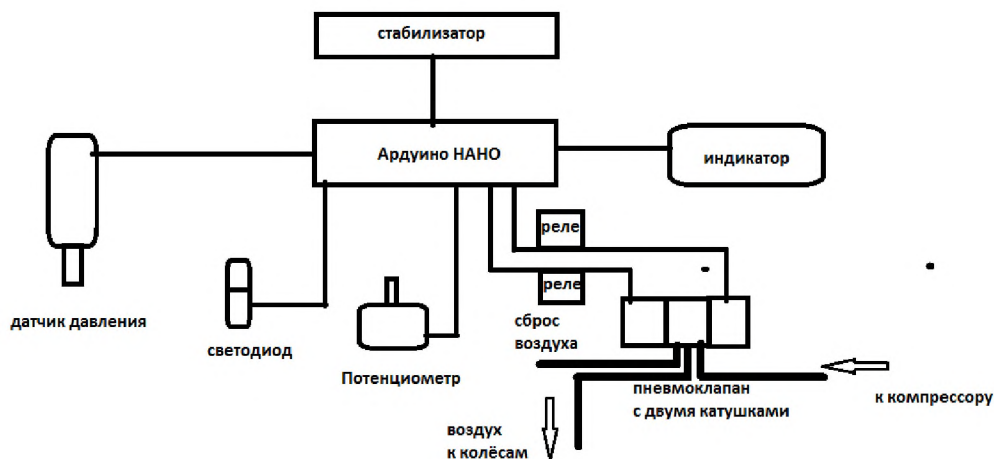 стабилизатор
Ардуино НАНО
индикатор
реле
реле
датчик давления
светодиод
Потенциометр
сброс
воздуха
пневмоклапан
с двумя катушками
к компрессору
воздух
к колёсам